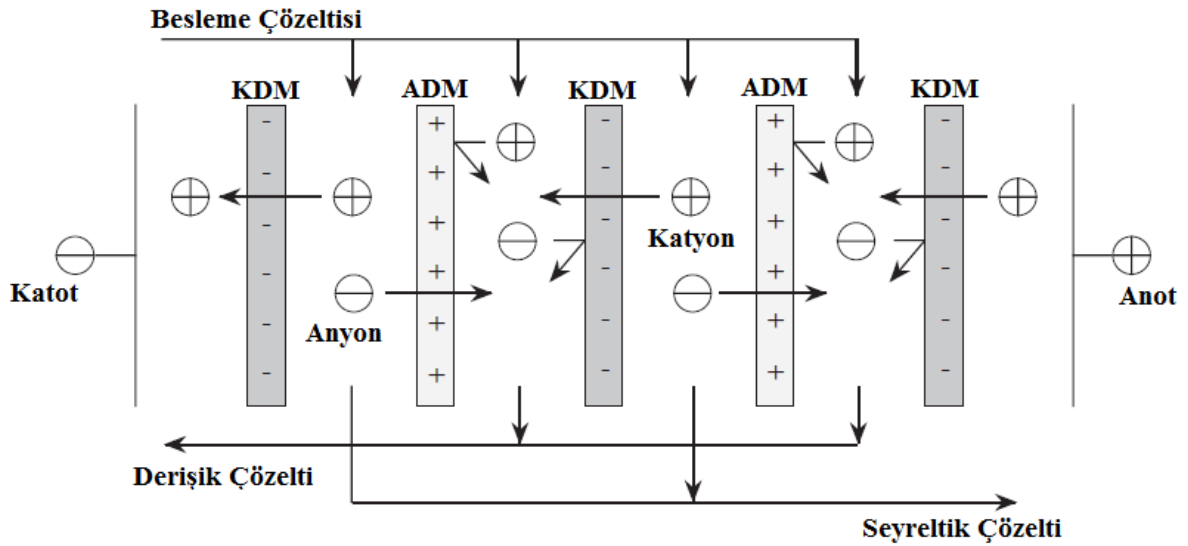 Besleme Çözeltisi
KDM ADM KDM ADM KDM
Katyon
Katot
Anot
Anyon
Derişik Çözelti
Seyreltik Çözelti